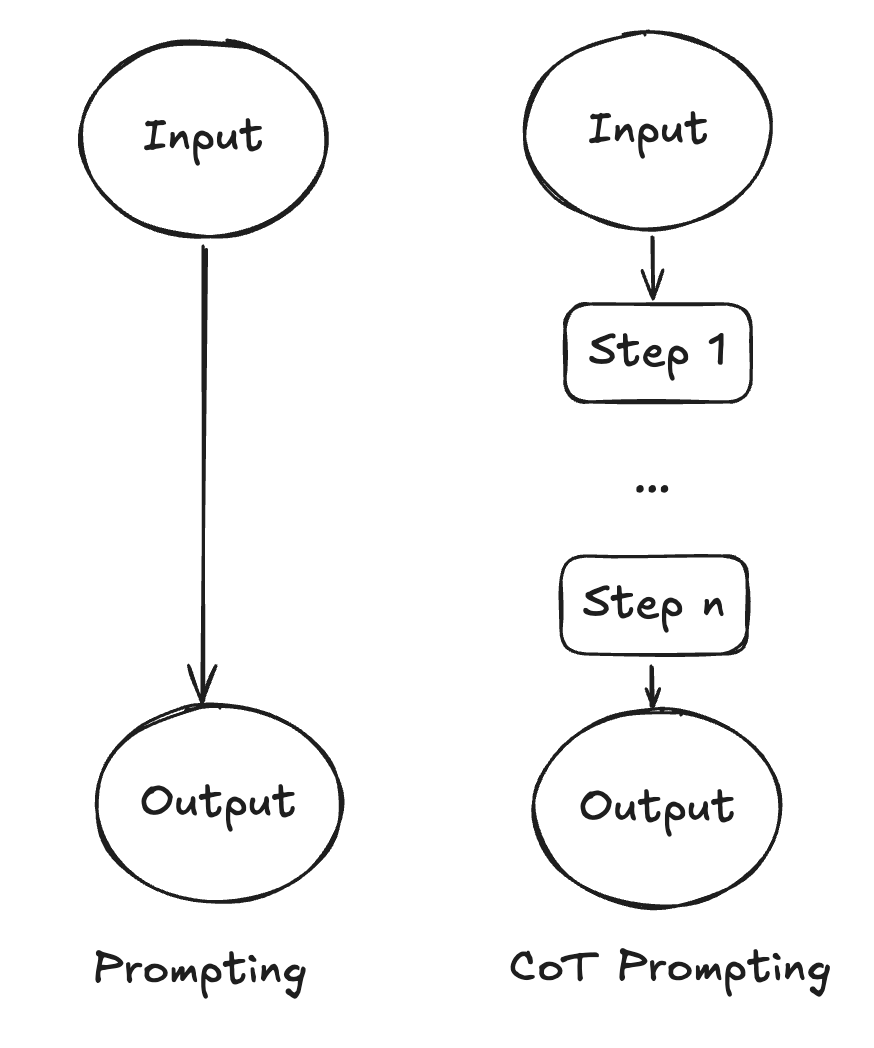 Input
Output
Prompting
Input
Step 1
...
Step n
Output
CoT Prompting